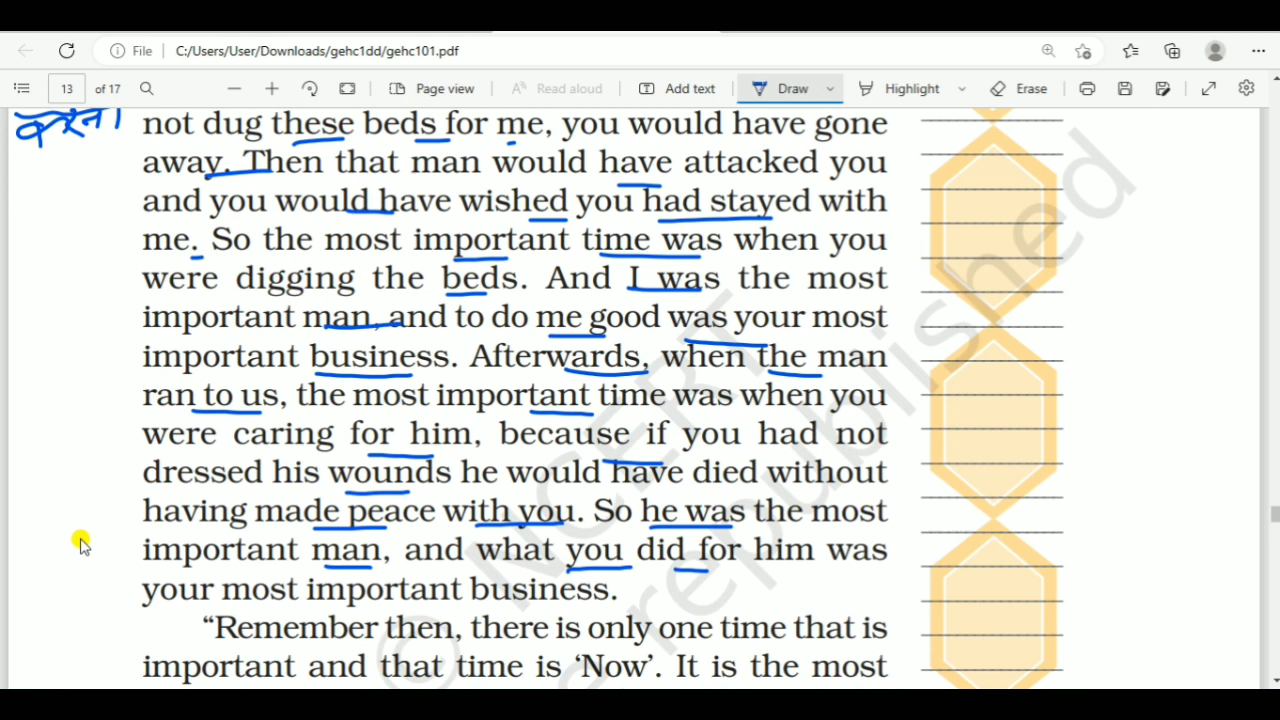 File
C:/Users/User/Downloads/gehc1dd/gehc101.pdf
13 of 17
Page view
Read aloud
Add text
Draw
Highlight
Erase
करना।
not dug these beds for me, you would have gone
away. Then that man would have attacked you
and you would have wished you had stayed with
me. So the most important time was when you
were digging the beds. And I was the most
important man, and to do me good was your most
important business. Afterwards, when the man
ran to us, the most important time was when you
were caring for him, because if you had not
dressed his wounds he would have died without
having made peace with you. So he was the most
important man, and what you did for him was
your most important business.
“Remember then, there is only one time that is
important and that time is ‘Now’. It is the most
© NCERT
republished